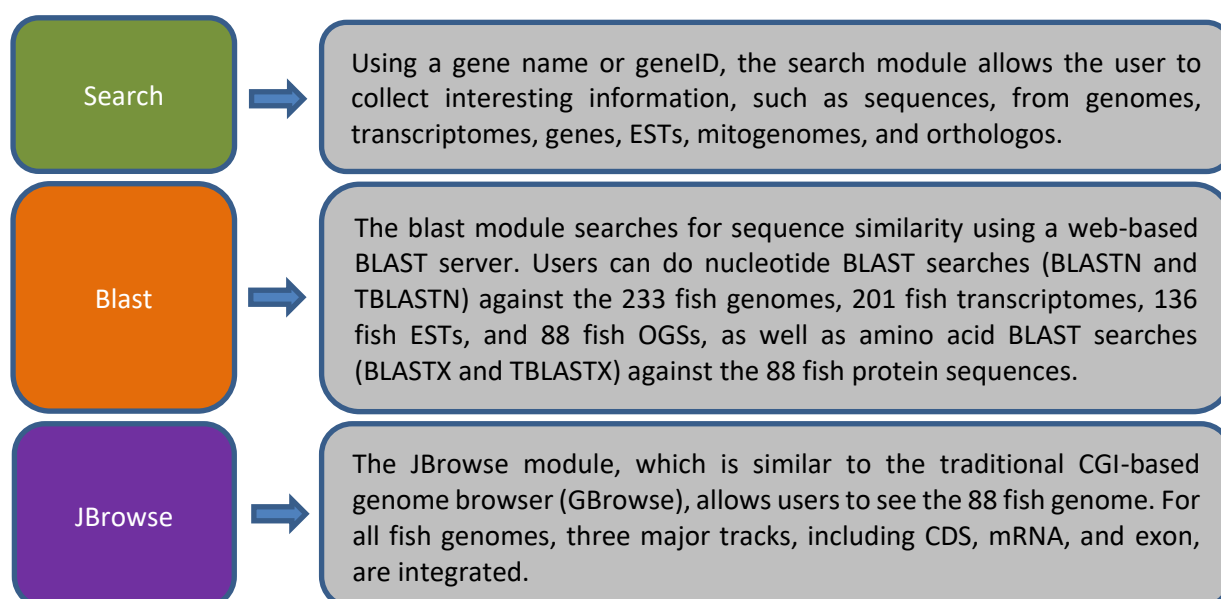 Search
Using a gene name or geneID, the search module allows the user to
collect interesting information, such as sequences, from genomes,
transcriptomes, genes, ESTs, mitogenomes, and orthologos.
Blast
The blast module searches for sequence similarity using a web-based
BLAST server. Users can do nucleotide BLAST searches (BLASTN and
TBLASTN) against the 233 fish genomes, 201 fish transcriptomes, 136
fish ESTs, and 88 fish OGSs, as well as amino acid BLAST searches
(BLASTX and TBLASTX) against the 88 fish protein sequences.
JBrowse
The JBrowse module, which is similar to the traditional CGI-based
genome browser (GBrowse), allows users to see the 88 fish genome. For
all fish genomes, three major tracks, including CDS, mRNA, and exon,
are integrated.